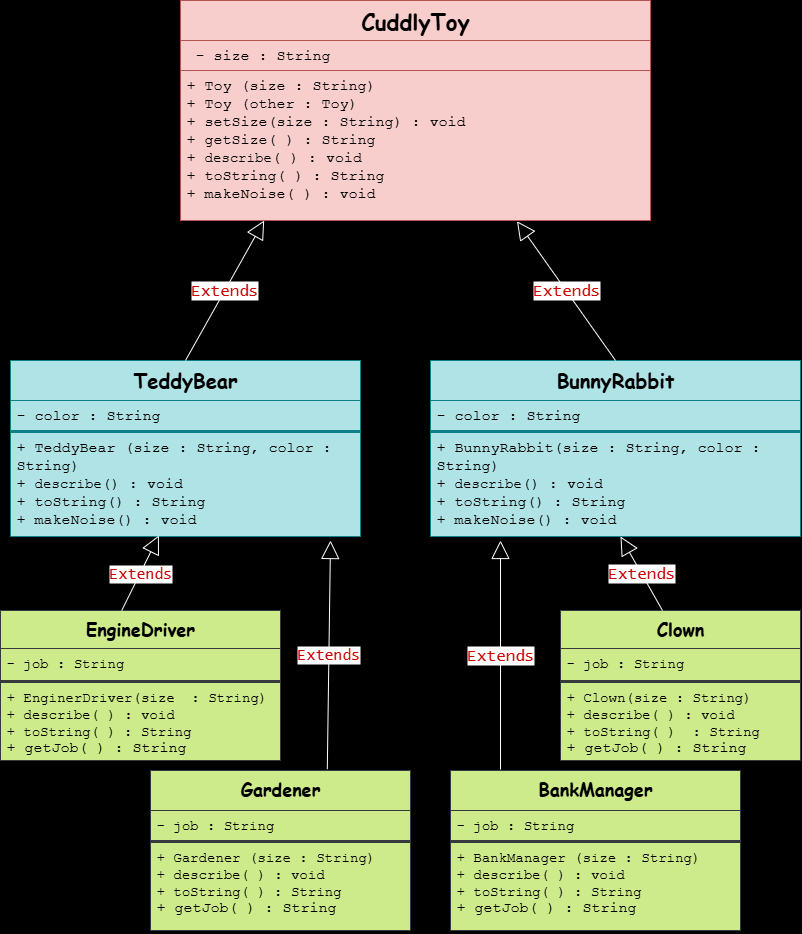 CuddlyToy
- size : String
+ Toy (size : String)
+ Toy (other : Toy)
+ setSize(size : String) : void
+ getSize( ) : String
+ describe( ) : void
+ toString( ) : String
+ makeNoise( ) : void
Extends
Extends
TeddyBear
- color : String
+ TeddyBear (size : String, color :
String)
+ describe() : void
+ toString() : String
+ makeNoise() : void
BunnyRabbit
- color : String
+ BunnyRabbit(size : String, color :
String)
+ describe() : void
+ toString() : String
+ makeNoise() : void
Extends
Extends
Extends
Extends
EngineDriver
- job : String
+ EnginerDriver(size : String)
+ describe( ) : void
+ toString( ) : String
+ getJob( ) : String
Clown
- job : String
+ Clown(size : String)
+ describe( ) : void
+ toString( ) : String
+ getJob( ) : String
Gardener
- job : String
+ Gardener (size : String)
+ describe( ) : void
+ toString( ) : String
+ getJob( ) : String
BankManager
- job : String
+ BankManager (size : String)
+ describe( ) : void
+ toString( ) : String
+ getJob( ) : String